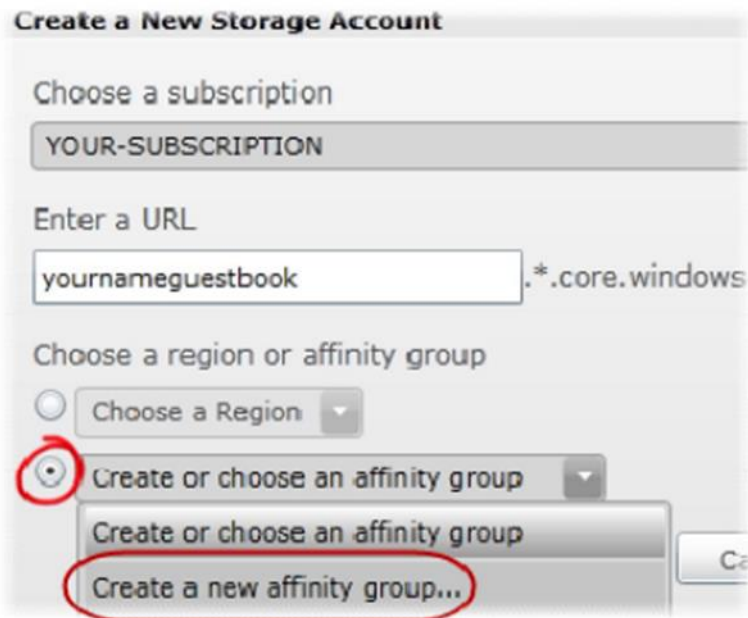 Create a New Storage Account
Choose a subscription
YOUR-SUBSCRIPTION
Enter a URL
yournameguestbook .*.core.windows
Choose a region or affinity group
Choose a Region
Create or choose an affinity group
Create or choose an affinity group
Create a new affinity group...